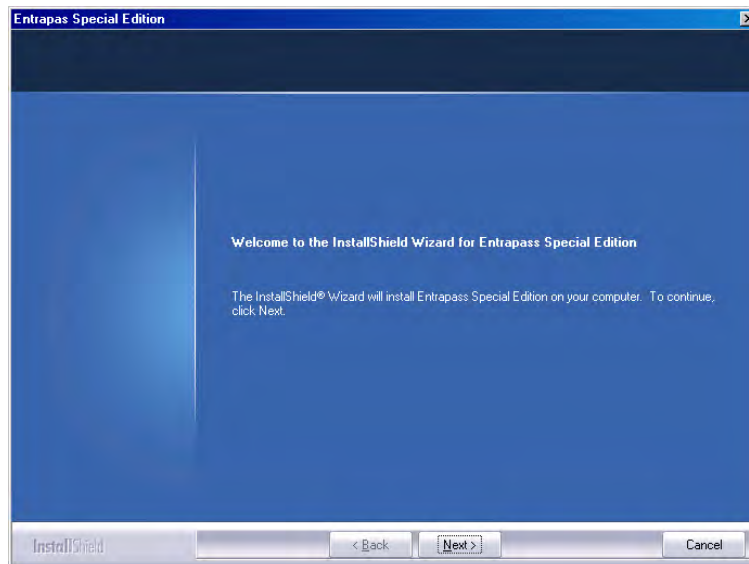 Entrapas Special Edition
Welcome to the InstallShield Wizard for Entrapass Special Edition
The InstallShield® Wizard will install Entrapass Special Edition on your computer. To continue,
click Next.
InstallShield
< Back
Next >
Cancel